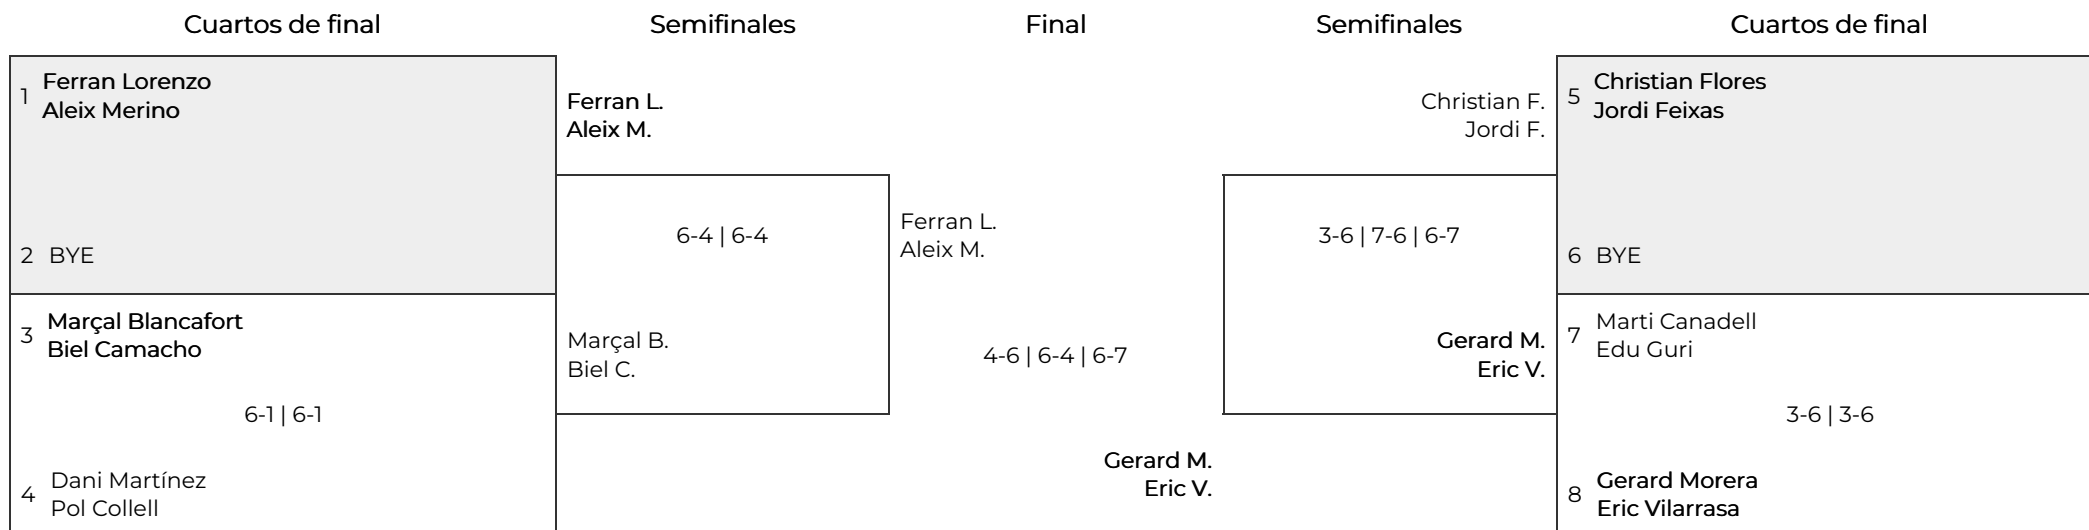 Cuartos de final
Semifinales
Final
Semifinales
Cuartos de final
1
Ferran Lorenzo
Aleix Merino
2 BYE
3
Marçal Blancafort
Biel Camacho
6-1 | 6-1
4
Dani Martínez
Pol Collell
Ferran L.
Aleix M.
6-4 | 6-4
Marçal B.
Biel C.
Ferran L.
Aleix M.
4-6 | 6-4 | 6-7
Gerard M.
Eric V.
Christian F.
Jordi F.
3-6 | 7-6 | 6-7
Gerard M.
Eric V.
5
Christian Flores
Jordi Feixas
6 BYE
7
Marti Canadell
Edu Guri
3-6 | 3-6
8
Gerard Morera
Eric Vilarrasa